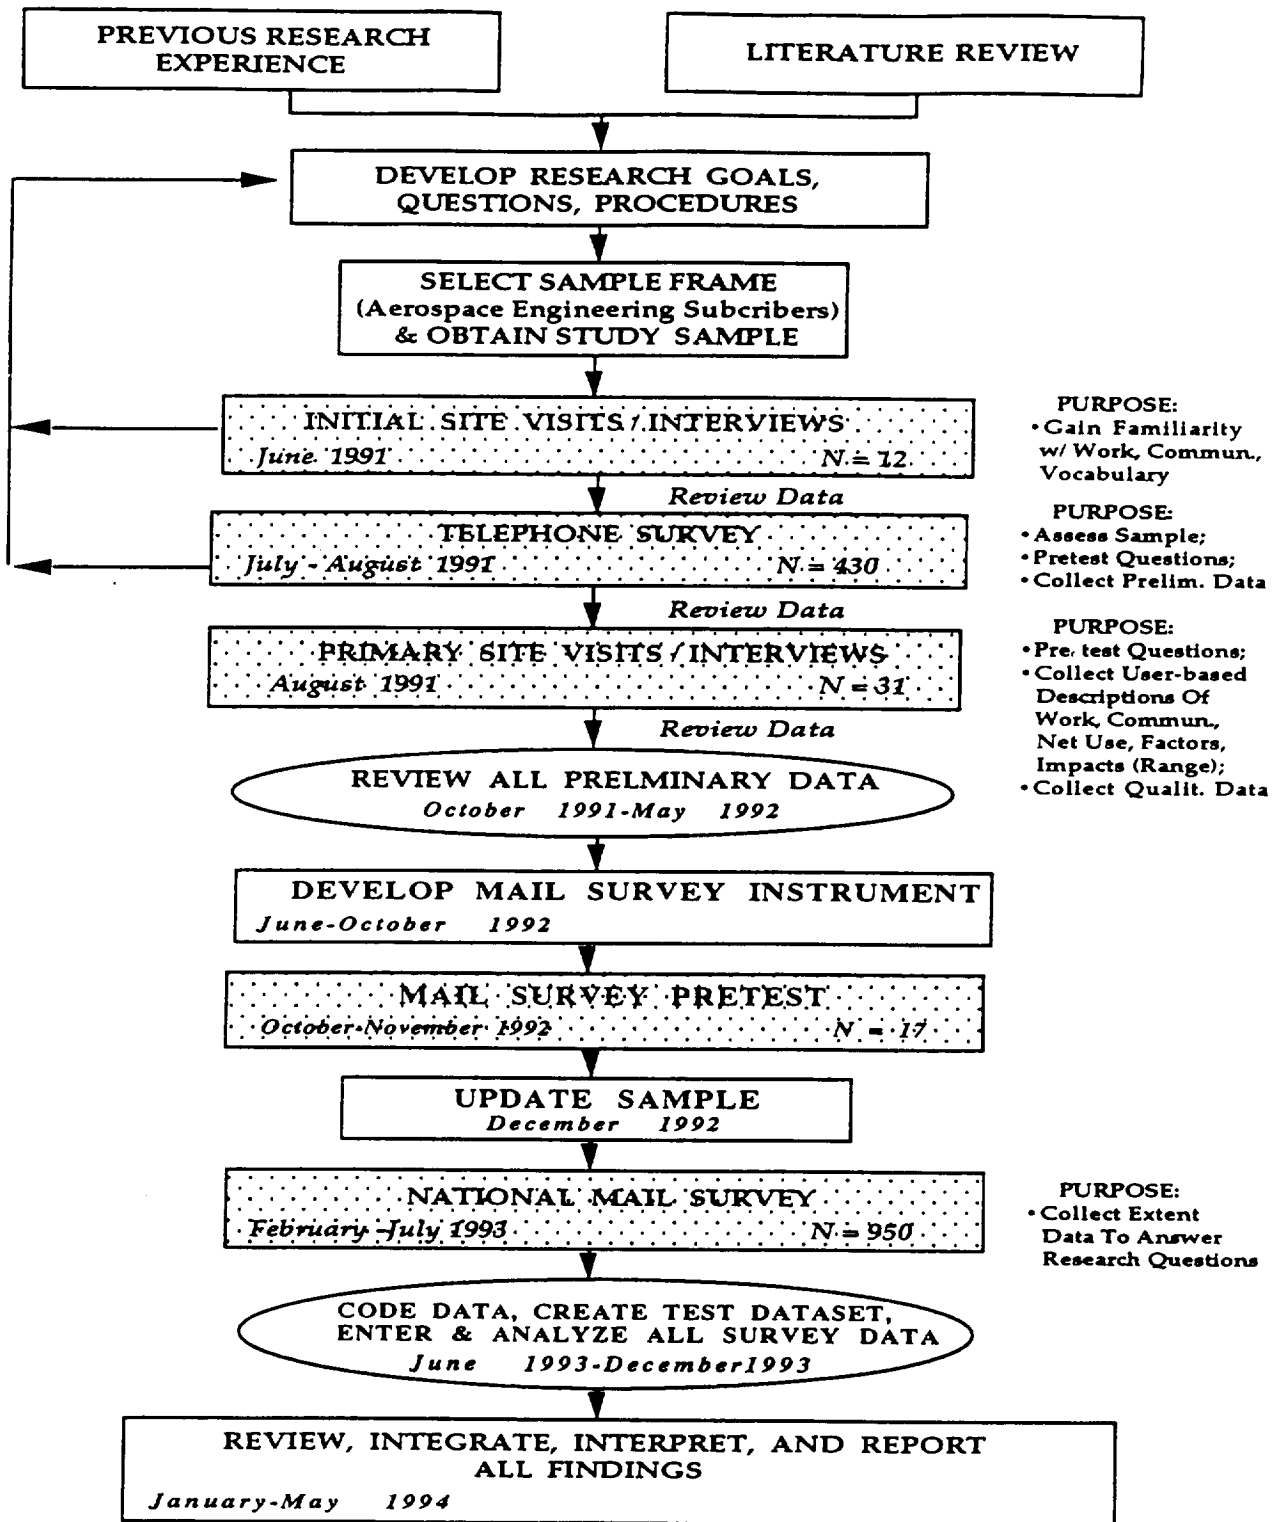 PREVIOUS RESEARCH
EXPERIENCE
LITERATURE REVIEW
DEVELOP RESEARCH GOALS,
QUESTIONS, PROCEDURES
SELECT SAMPLE FRAME
(Aerospace Engineering Subcribers)
& OBTAIN STUDY SAMPLE
INITIAL SITE VISITS / INTERVIEWS
June 1991 N = 12
PURPOSE:
• Gain Familiarity
w/ Work, Commun.,
Vocabulary
Review Data
TELEPHONE SURVEY
July - August 1991 N = 430
PURPOSE:
• Assess Sample;
• Pretest Questions;
• Collect Prelim. Data
Review Data
PRIMARY SITE VISITS / INTERVIEWS
August 1991 N = 31
PURPOSE:
• Pre. test Questions;
• Collect User-based
Descriptions Of
Work, Commun.,
Net Use, Factors,
Impacts (Range);
• Collect Qualit. Data
Review Data
REVIEW ALL PRELMINARY DATA
October 1991-May 1992
DEVELOP MAIL SURVEY INSTRUMENT
June-October 1992
MAIL SURVEY PRETEST
October-November 1992 N = 17
UPDATE SAMPLE
December 1992
NATIONAL MAIL SURVEY
February -July 1993 N = 950
PURPOSE:
• Collect Extent
Data To Answer
Research Questions
CODE DATA, CREATE TEST DATASET,
ENTER & ANALYZE ALL SURVEY DATA
June 1993-December1993
REVIEW, INTEGRATE, INTERPRET, AND REPORT
ALL FINDINGS
January-May 1994